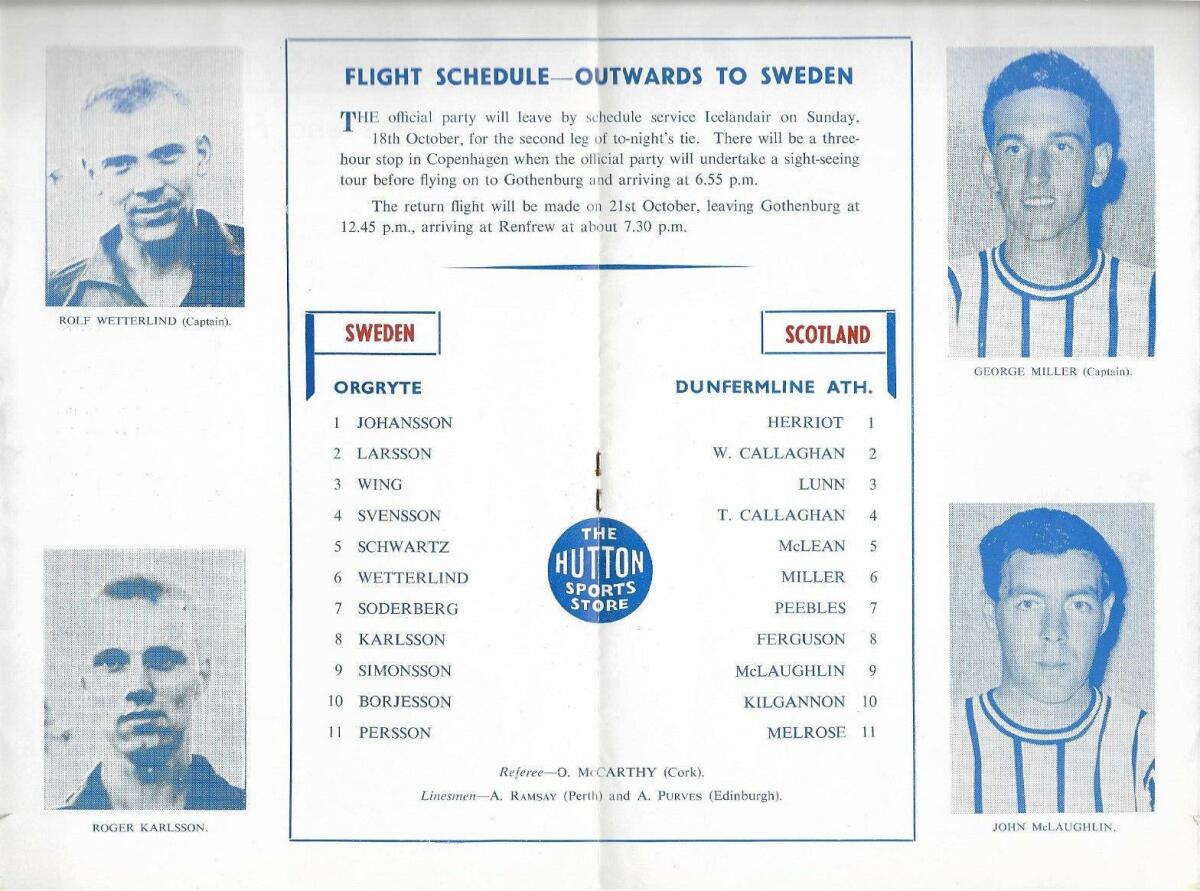 FLIGHT SCHEDULE—OUTWARDS TO SWEDEN
THE official party will leave by schedule service Icelandair on Sunday,
18th October, for the second leg of to-night's tie. There will be a three-
hour stop in Copenhagen when the official party will undertake a sight-seeing
tour before flying on to Gothenburg and arriving at 6.55 p.m.
The return flight will be made on 21st October, leaving Gothenburg at
12.45 p.m., arriving at Renfrew at about 7.30 p.m.
ROLF WETTERLIND (Captain).
GEORGE MILLER (Captain).
SWEDEN
ORGRYTE
1 JOHANSSON
2 LARSSON
3 WING
4 SVENSSON
5 SCHWARTZ
6 WETTERLIND
7 SODERBERG
8 KARLSSON
9 SIMONSSON
10 BORJESSON
11 PERSSON
THE
HUTTON
SPORTS
STORE
SCOTLAND
DUNFERMLINE ATH.
HERRIOT 1
W. CALLAGHAN 2
LUNN 3
T. CALLAGHAN 4
McLEAN 5
MILLER 6
PEEBLES 7
FERGUSON 8
McLAUGHLIN 9
KILGANNON 10
MELROSE 11
Referee—O. McCARTHY (Cork).
Linesmen—A. RAMSAY (Perth) and A. PURVES (Edinburgh).
ROGER KARLSSON.
JOHN McLAUGHLIN.